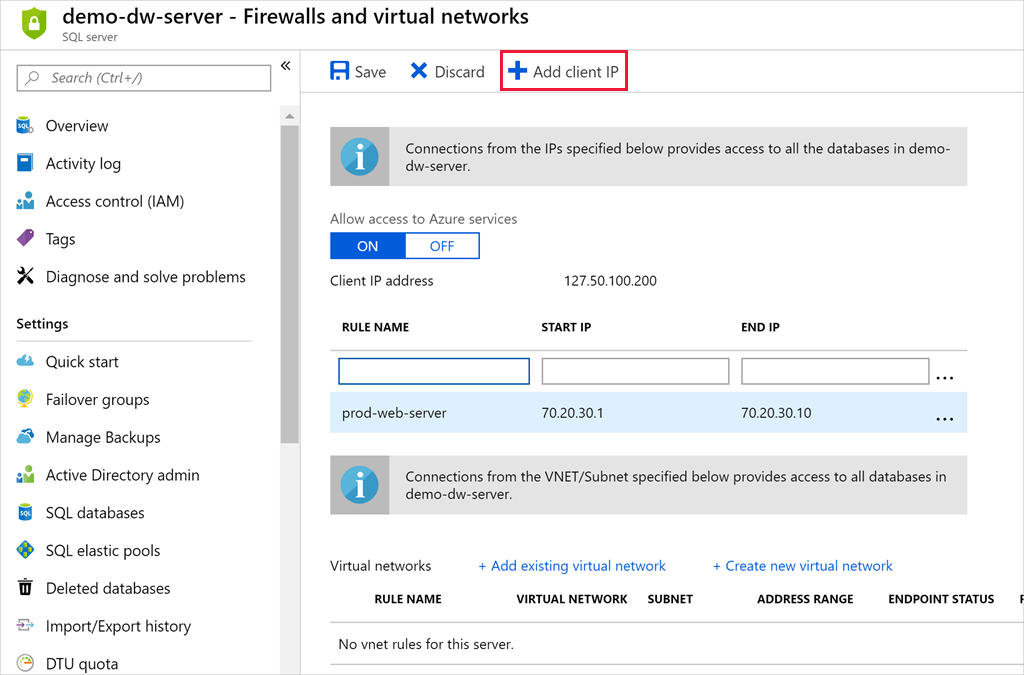 demo-dw-server - Firewalls and virtual networks
SQL server
Search (Ctrl+/)
«
Overview
Activity log
Access control (IAM)
Tags
Diagnose and solve problems
Settings
Quick start
Failover groups
Manage Backups
Active Directory admin
SQL databases
SQL elastic pools
Deleted databases
Import/Export history
DTU quota
Save
Discard
Add client IP
Connections from the IPs specified below provides access to all the databases in demo-
dw-server.
Allow access to Azure services
ON OFF
Client IP address 127.50.100.200
RULE NAME START IP END IP
...
prod-web-server 70.20.30.1 70.20.30.10 ...
Connections from the VNET/Subnet specified below provides access to all databases in
demo-dw-server.
Virtual networks + Add existing virtual network + Create new virtual network
RULE NAME VIRTUAL NETWORK SUBNET ADDRESS RANGE ENDPOINT STATUS
No vnet rules for this server.